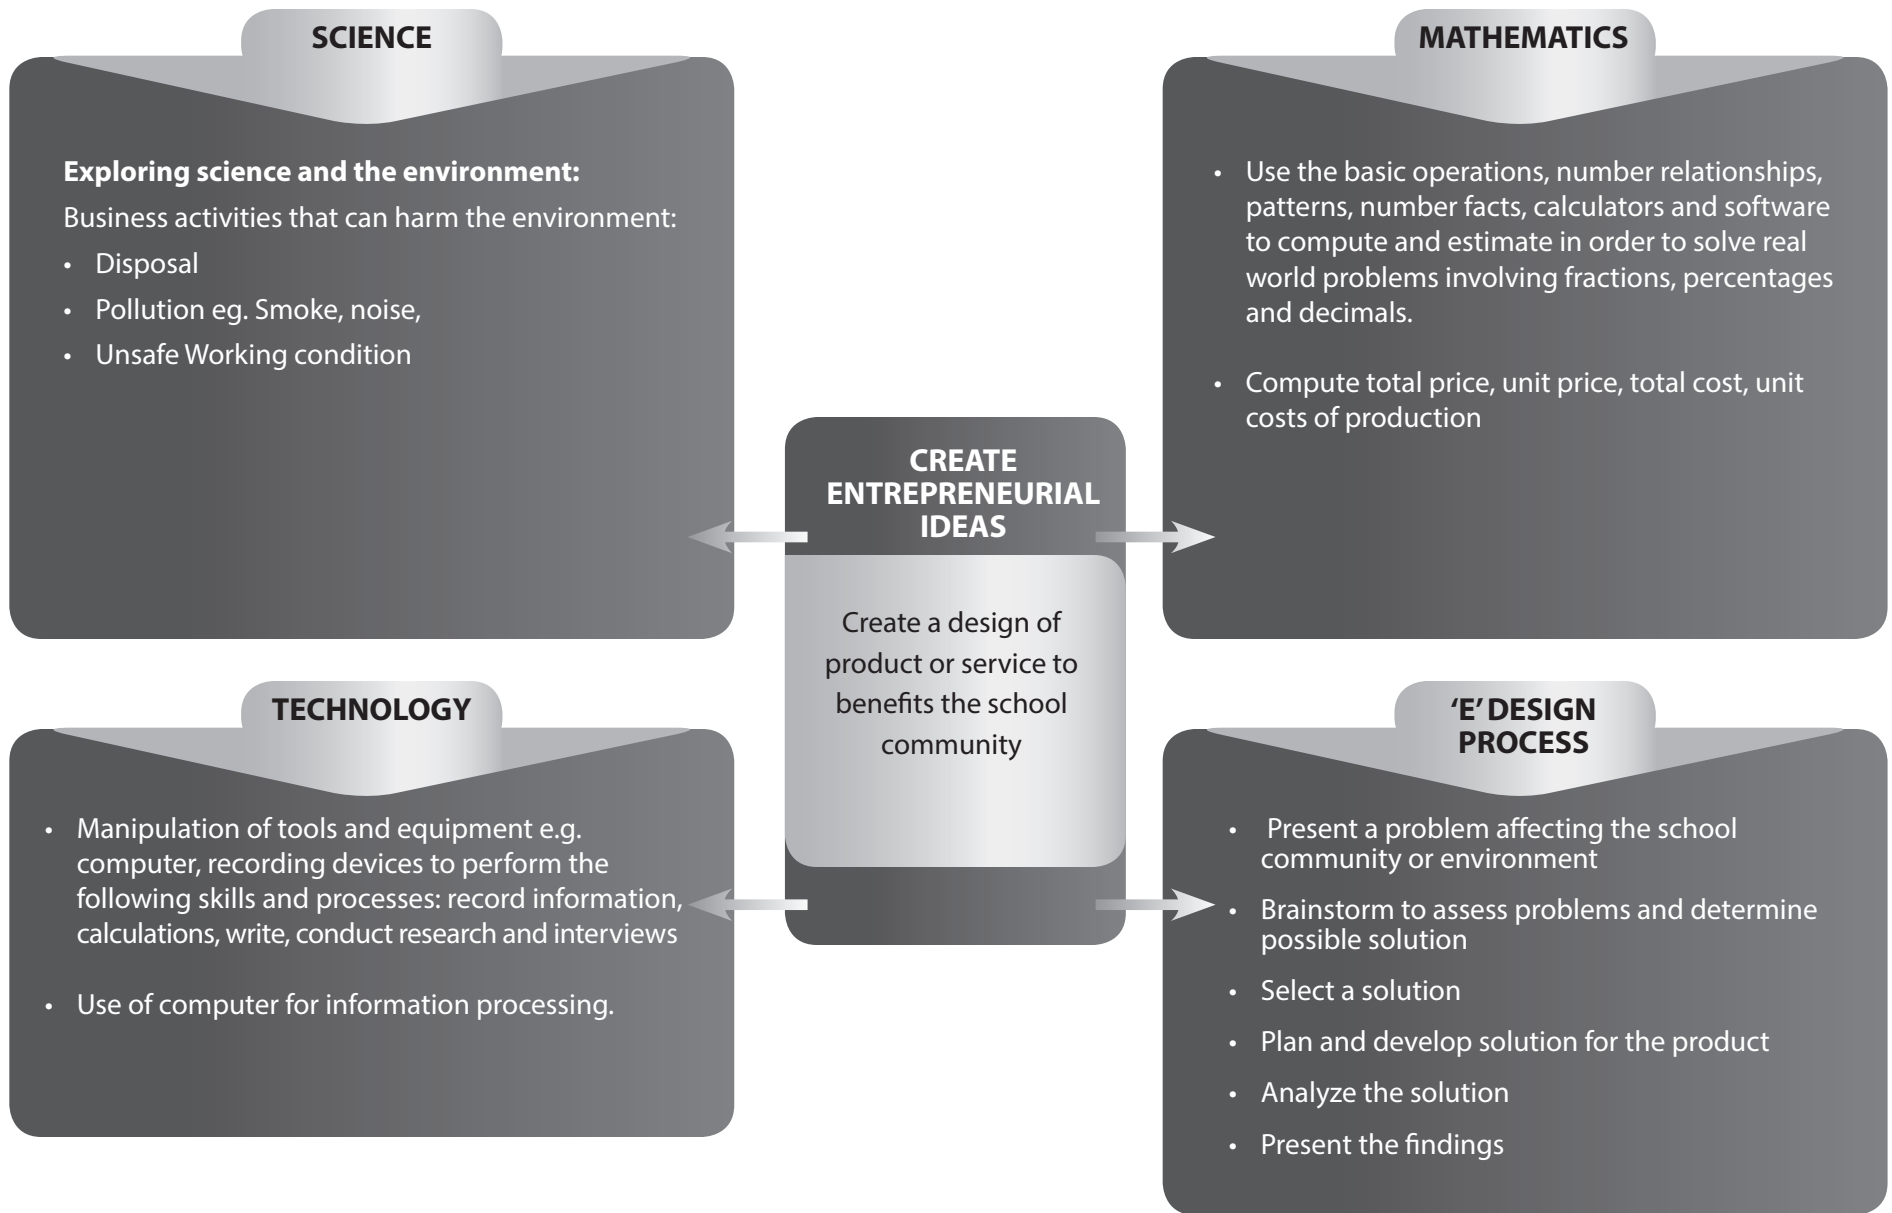 SCIENCE
Exploring science and the environment:
Business activities that can harm the environment:
• Disposal
• Pollution eg. Smoke, noise,
• Unsafe Working condition
MATHEMATICS
• Use the basic operations, number relationships,
patterns, number facts, calculators and software
to compute and estimate in order to solve real
world problems involving fractions, percentages
and decimals.
• Compute total price, unit price, total cost, unit
costs of production
CREATE
ENTREPRENEURIAL
IDEAS
Create a design of
product or service to
benefits the school
community
TECHNOLOGY
• Manipulation of tools and equipment e.g.
computer, recording devices to perform the
following skills and processes: record information,
calculations, write, conduct research and interviews
• Use of computer for information processing.
‘E’ DESIGN
PROCESS
• Present a problem affecting the school
community or environment
• Brainstorm to assess problems and determine
possible solution
• Select a solution
• Plan and develop solution for the product
• Analyze the solution
• Present the findings